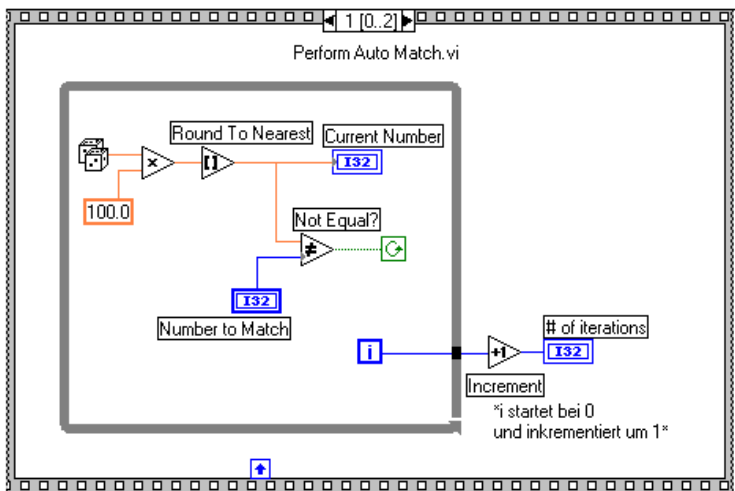 1 [0..2]
Perform Auto Match.vi
Round To Nearest
Current Number
I32
100.0
Not Equal?
I32
Number to Match
i
+1
# of iterations
I32
Increment
*i startet bei 0
und inkrementiert um 1*